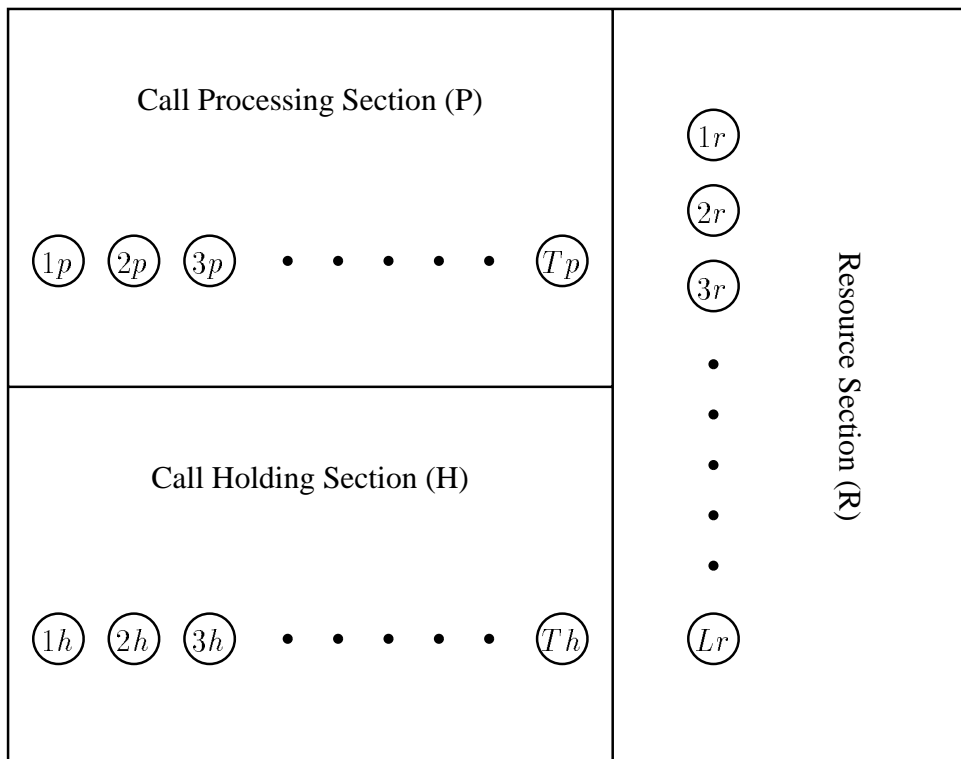 Call Processing Section (P)
1p 2p 3p Tp
Call Holding Section (H)
1h 2h 3h Th
1r
2r
3r
Lr
Resource Section (R)